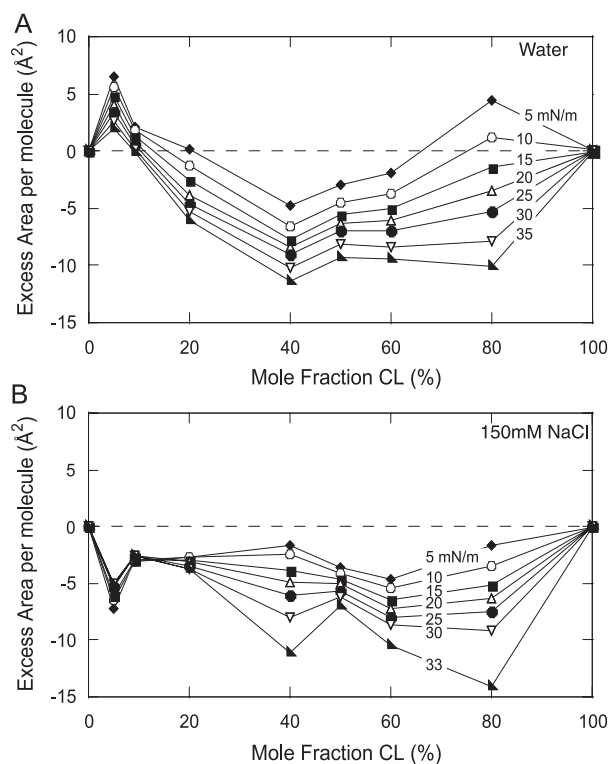 A
Water
Excess Area per molecule (Å²)
10
5
0
-5
-10
-15
5 mN/m
10
15
20
25
30
35
0 20 40 60 80 100
Mole Fraction CL (%)
B
150mM NaCl
Excess Area per molecule (Å²)
10
5
0
-5
-10
-15
5 mN/m
10
15
20
25
30
33
0 20 40 60 80 100
Mole Fraction CL (%)